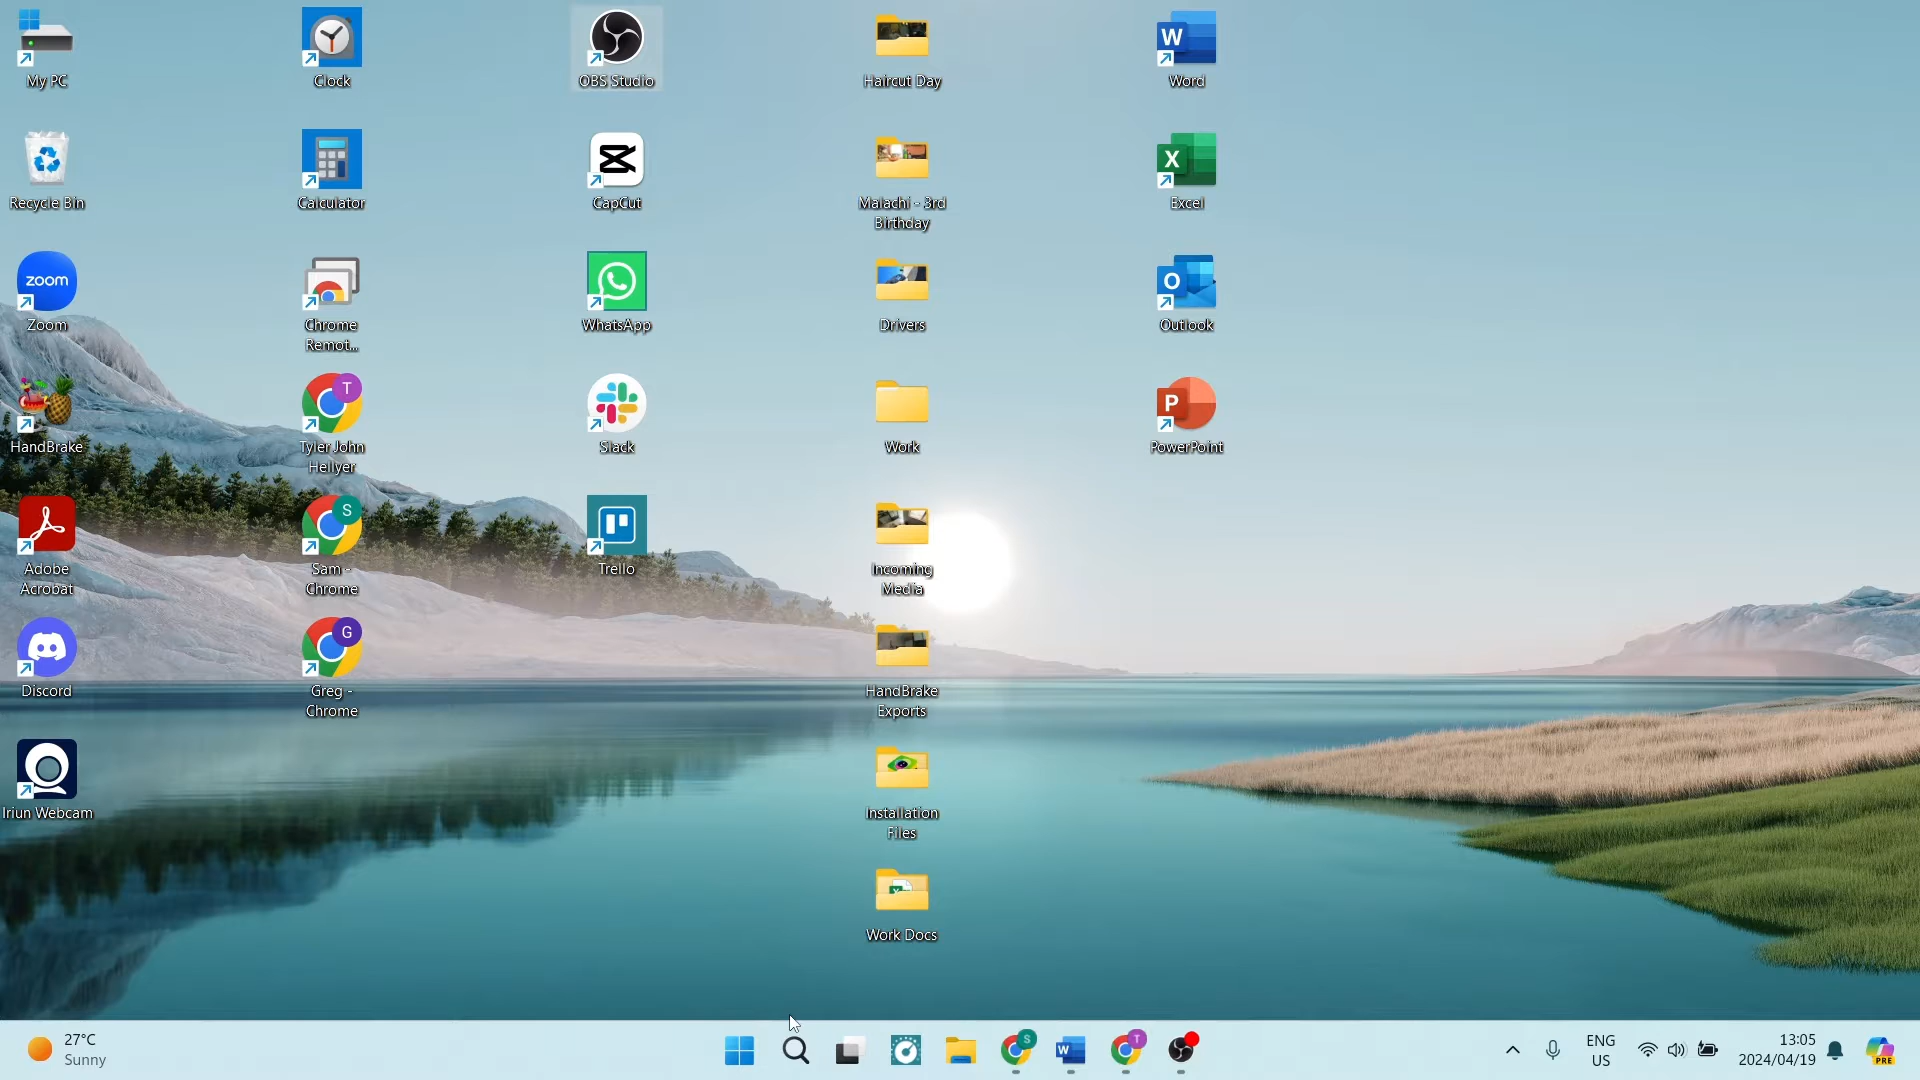 My PC
Recycle Bin
Zoom
HandBrake
Adobe
Acrobat
Discord
Iriun Webcam
Clock
Calculator
Chrome
Remot...
Tyler John
Hellyer
Sam -
Chrome
Greg -
Chrome
OBS Studio
CapCut
WhatsApp
Slack
Trello
Haircut Day
Malachi - 3rd
Birthday
Drivers
Work
Incoming
Media
HandBrake
Exports
Installation
Files
Work Docs
Word
Excel
Outlook
PowerPoint
zoom
T
S
G
W
X
O
P
27°C
Sunny
S
W
T
ENG
US
13:05
2024/04/19
PRE